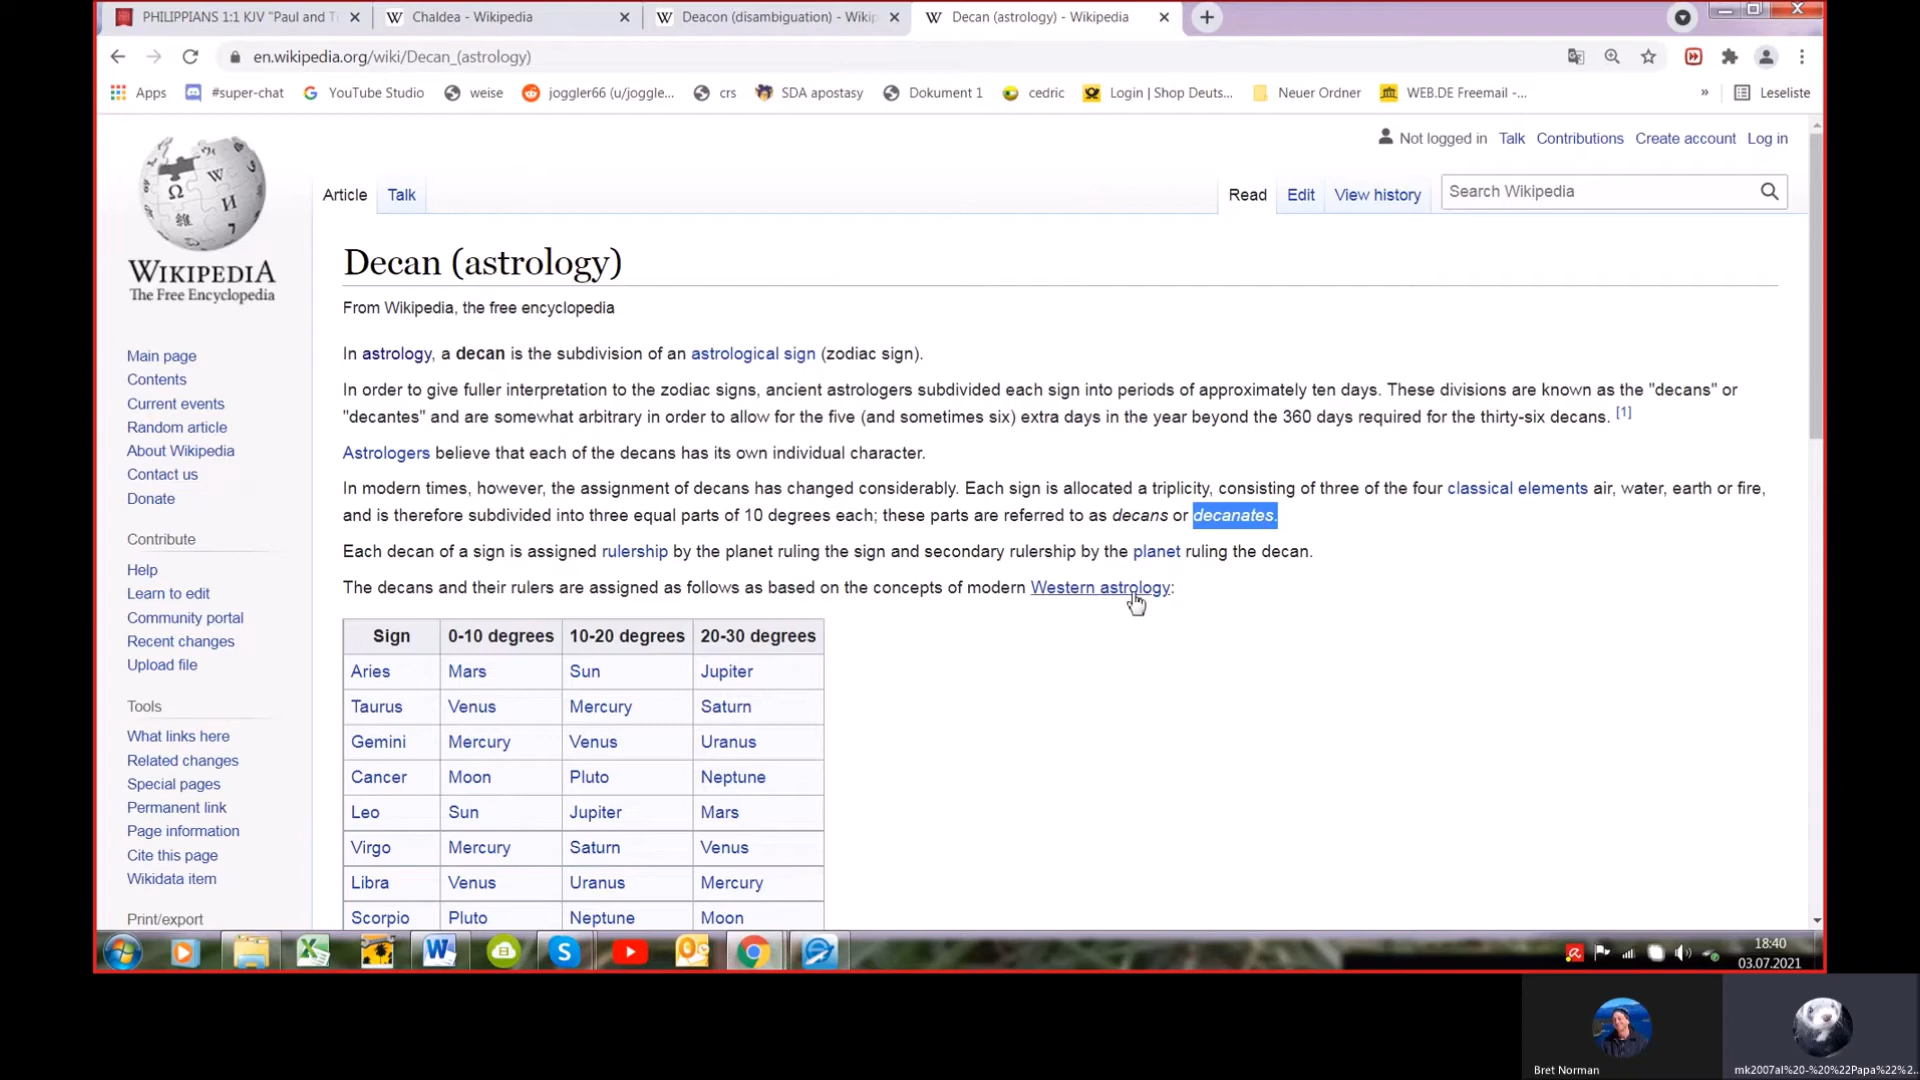 PHILIPPIANS 1:1 KJV "Paul and T
Chaldea - Wikipedia
Deacon (disambiguation) - Wikip
Decan (astrology) - Wikipedia
en.wikipedia.org/wiki/Decan_(astrology)
Apps
#super-chat
YouTube Studio
weise
joggler66 (u/joggle...
crs
SDA apostasy
Dokument 1
cedric
Login | Shop Deuts...
Neuer Ordner
WEB.DE Freemail -...
»
Leseliste
Not logged in Talk Contributions Create account Log in
Article Talk
Read Edit View history
Search Wikipedia
WIKIPEDIA
The Free Encyclopedia
Main page
Contents
Current events
Random article
About Wikipedia
Contact us
Donate
Contribute
Help
Learn to edit
Community portal
Recent changes
Upload file
Tools
What links here
Related changes
Special pages
Permanent link
Page information
Cite this page
Wikidata item
Print/export
Decan (astrology)
From Wikipedia, the free encyclopedia
In astrology, a decan is the subdivision of an astrological sign (zodiac sign).
In order to give fuller interpretation to the zodiac signs, ancient astrologers subdivided each sign into periods of approximately ten days. These divisions are known as the "decans" or
"decantes" and are somewhat arbitrary in order to allow for the five (and sometimes six) extra days in the year beyond the 360 days required for the thirty-six decans. [1]
Astrologers believe that each of the decans has its own individual character.
In modern times, however, the assignment of decans has changed considerably. Each sign is allocated a triplicity, consisting of three of the four classical elements air, water, earth or fire,
and is therefore subdivided into three equal parts of 10 degrees each; these parts are referred to as decans or decanates.
Each decan of a sign is assigned rulership by the planet ruling the sign and secondary rulership by the planet ruling the decan.
The decans and their rulers are assigned as follows as based on the concepts of modern Western astrology:
Sign 0-10 degrees 10-20 degrees 20-30 degrees
Aries Mars Sun Jupiter
Taurus Venus Mercury Saturn
Gemini Mercury Venus Uranus
Cancer Moon Pluto Neptune
Leo Sun Jupiter Mars
Virgo Mercury Saturn Venus
Libra Venus Uranus Mercury
Scorpio Pluto Neptune Moon
18:40
03.07.2021
Bret Norman
mk2007al%20-%20%22Papa%22%2...